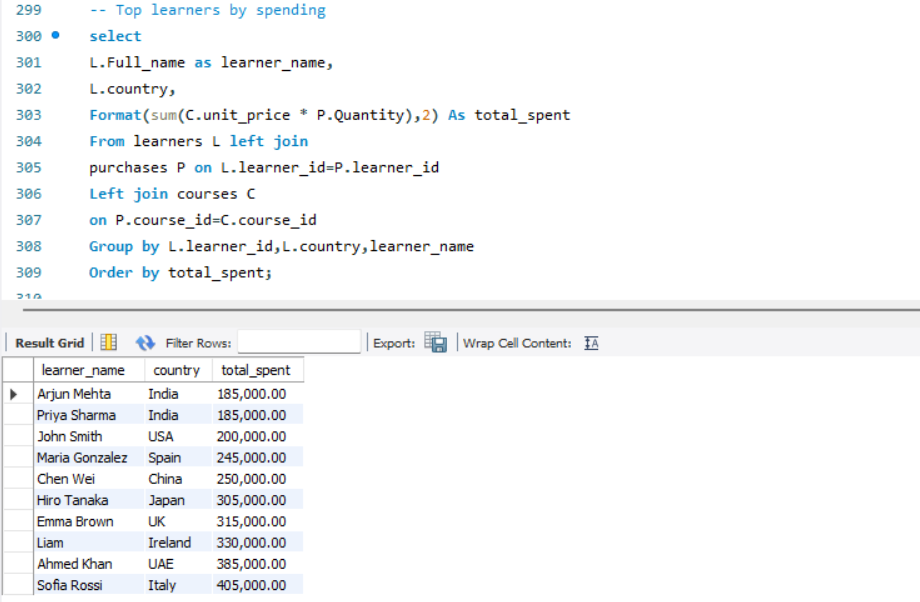 299 -- Top learners by spending
300 select
301 L.Full_name as learner_name,
302 L.country,
303 Format(sum(C.unit_price * P.Quantity),2) As total_spent
304 From learners L left join
305 purchases P on L.learner_id=P.learner_id
306 Left join courses C
307 on P.course_id=C.course_id
308 Group by L.learner_id,L.country,learner_name
309 Order by total_spent;
310
Result Grid Filter Rows: Export: Wrap Cell Content: IA
learner_name country total_spent
Arjun Mehta India 185,000.00
Priya Sharma India 185,000.00
John Smith USA 200,000.00
Maria Gonzalez Spain 245,000.00
Chen Wei China 250,000.00
Hiro Tanaka Japan 305,000.00
Emma Brown UK 315,000.00
Liam Ireland 330,000.00
Ahmed Khan UAE 385,000.00
Sofia Rossi Italy 405,000.00